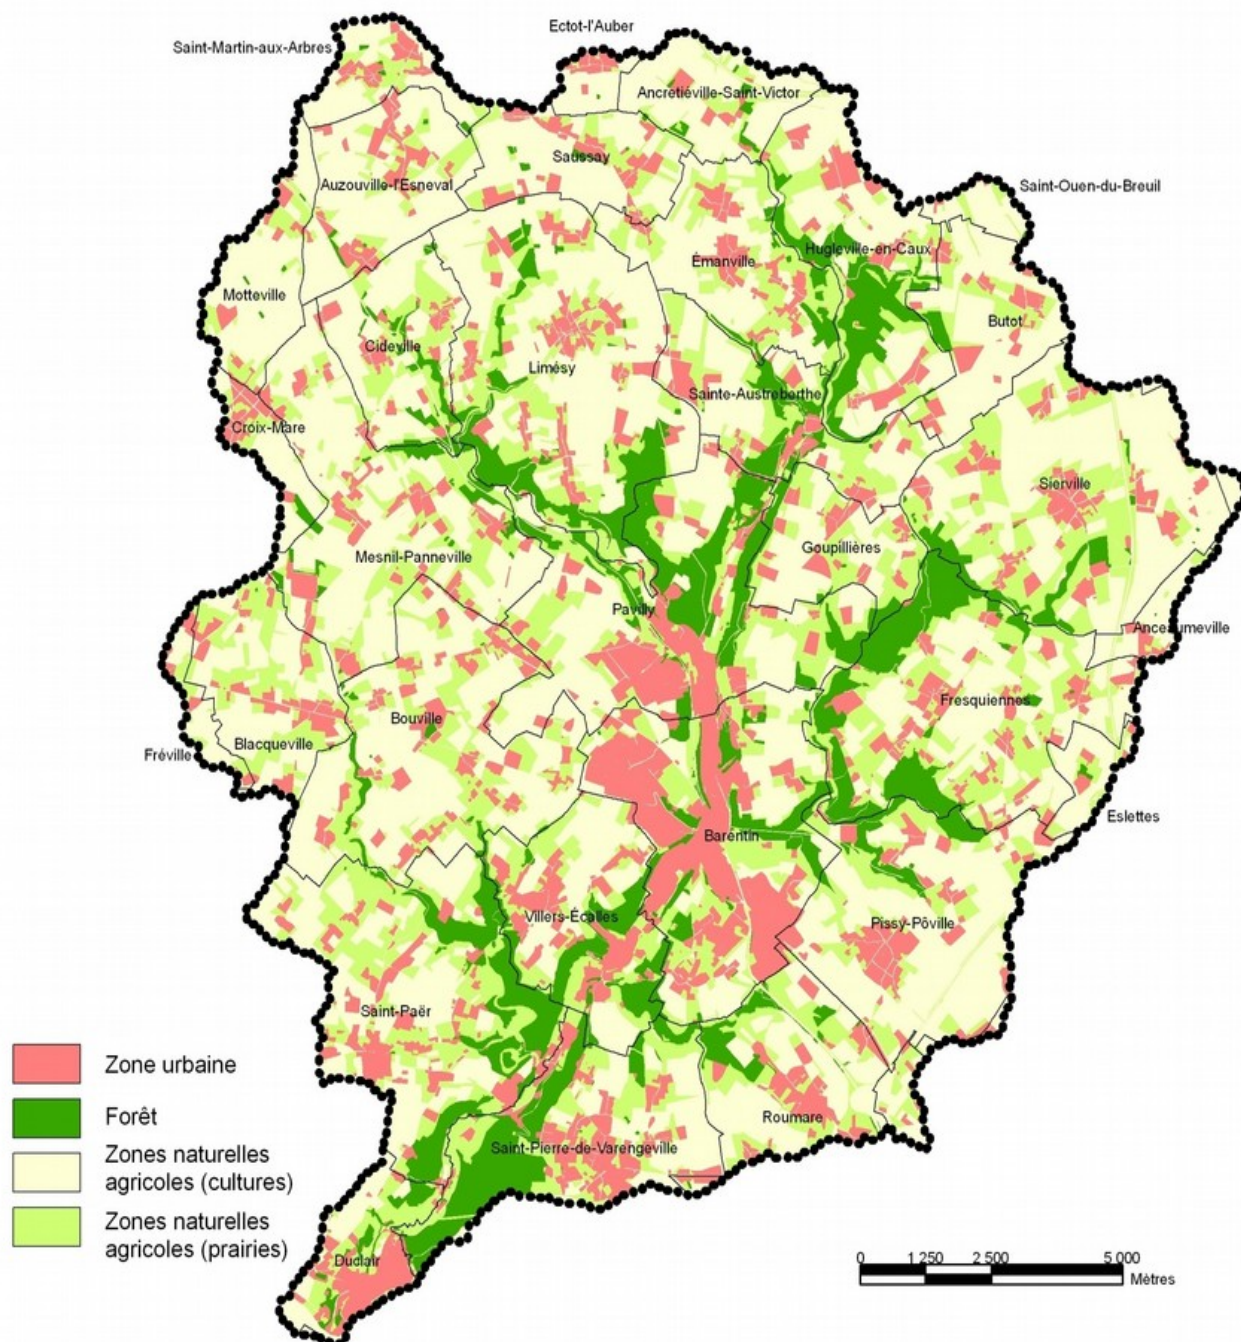 Ectot-l'Auber
Saint-Martin-aux-Arbres
Ancretiéville-Saint-Victor
Saussay
Auzouville-l'Esneval
Saint-Ouen-du-Breuil
Hugleville-en-Caux
Émanville
Motteville
Butot
Cideville
Limésy
Sainte-Austreberthe
Croix-Mare
Sierville
Goupillières
Mesnil-Panneville
Pavilly
Anceaumeville
Fresquiennes
Bouville
Blacqueville
Fréville
Eslettes
Barentin
Villers-Écalles
Pissy-Pôville
Saint-Paër
Roumare
Saint-Pierre-de-Varengeville
Duclair
Zone urbaine
Forêt
Zones naturelles
agricoles (cultures)
Zones naturelles
agricoles (prairies)
0 1 250 2 500 5 000
Mètres